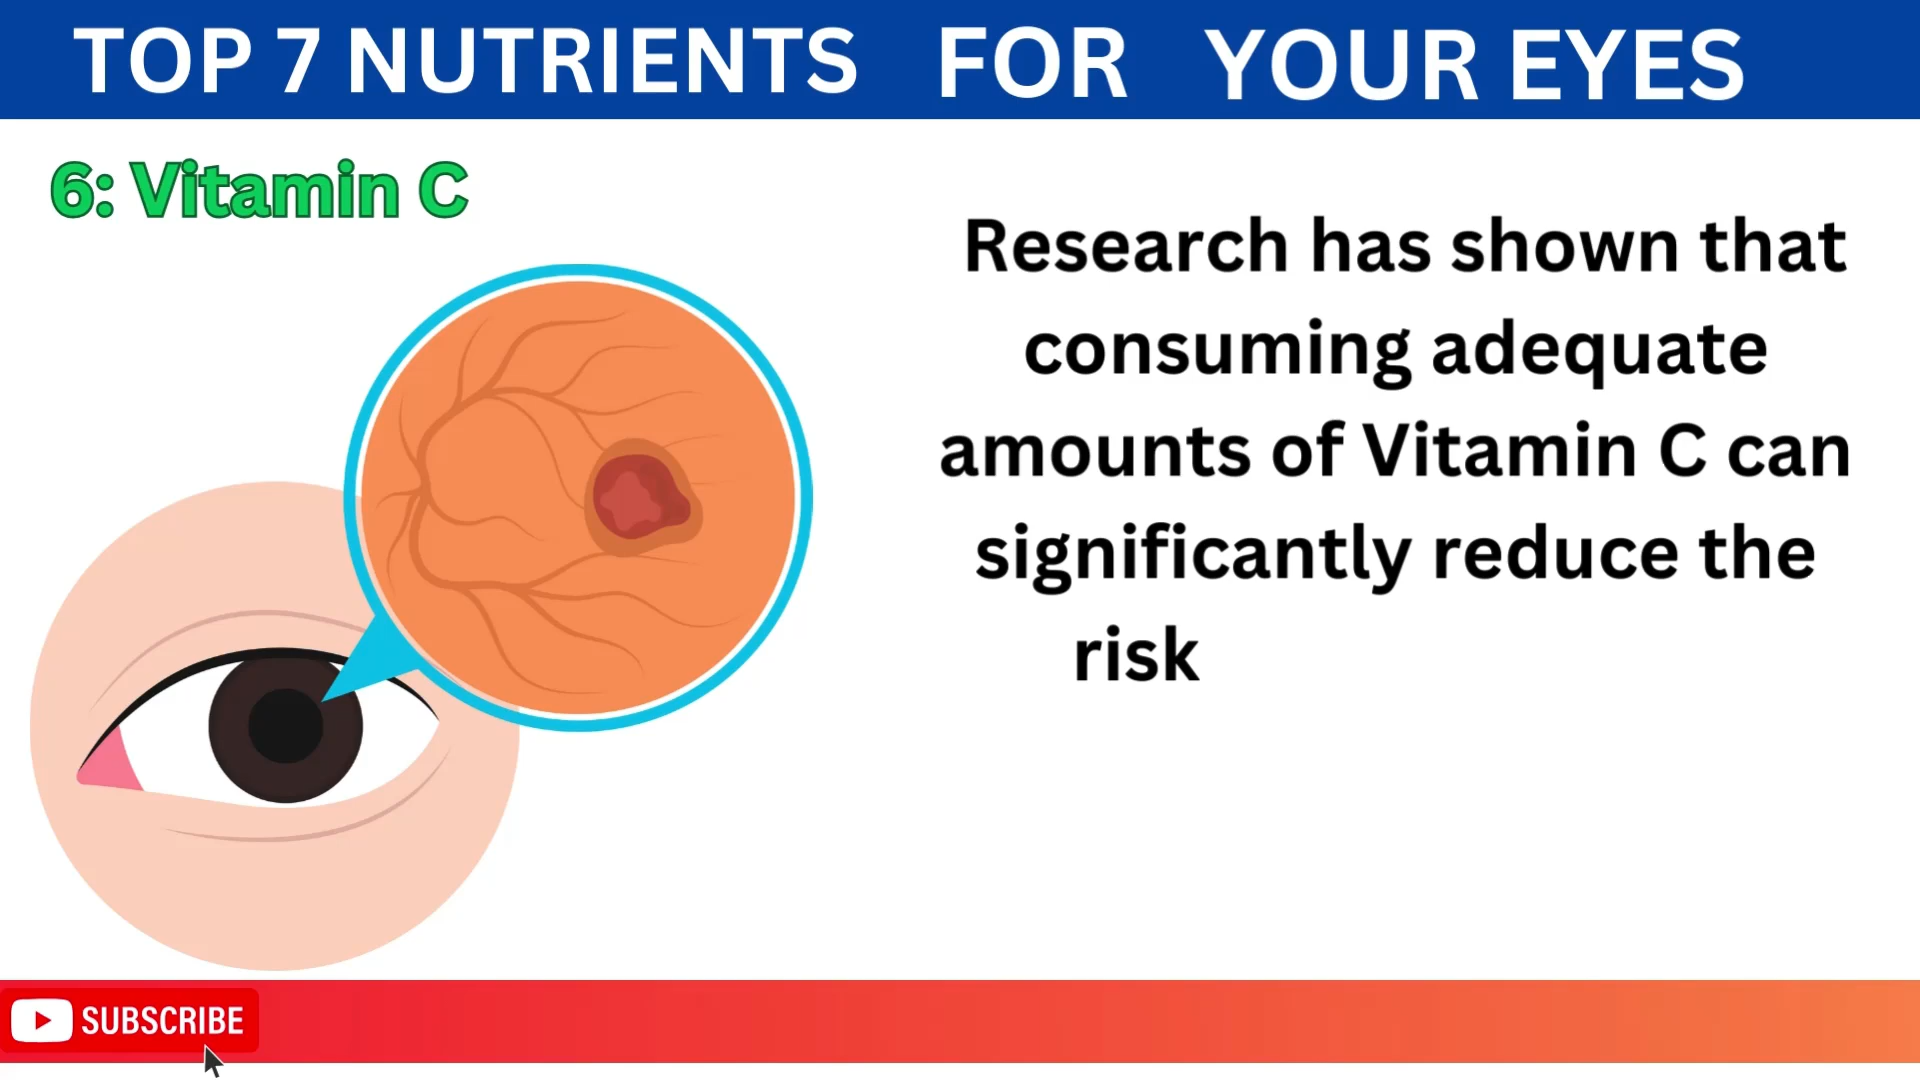 TOP 7 NUTRIENTS FOR YOUR EYES
6: Vitamin C
Research has shown that
consuming adequate
amounts of Vitamin C can
significantly reduce the
risk
SUBSCRIBE